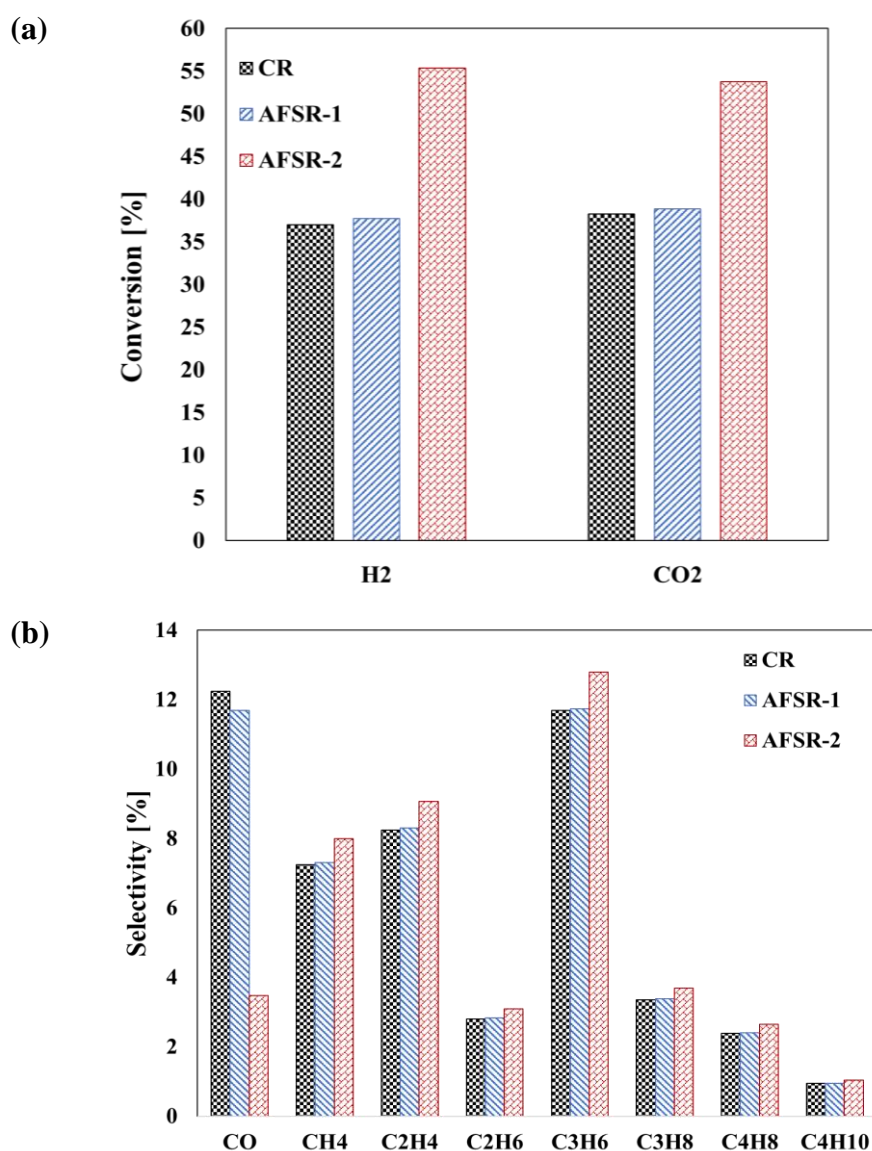 (a)
Conversion [%]
60
55
50
45
40
35
30
25
20
15
10
5
0
CR
AFSR-1
AFSR-2
H2 CO2
(b)
Selectivity [%]
14
12
10
8
6
4
2
0
CR
AFSR-1
AFSR-2
CO CH4 C2H4 C2H6 C3H6 C3H8 C4H8 C4H10